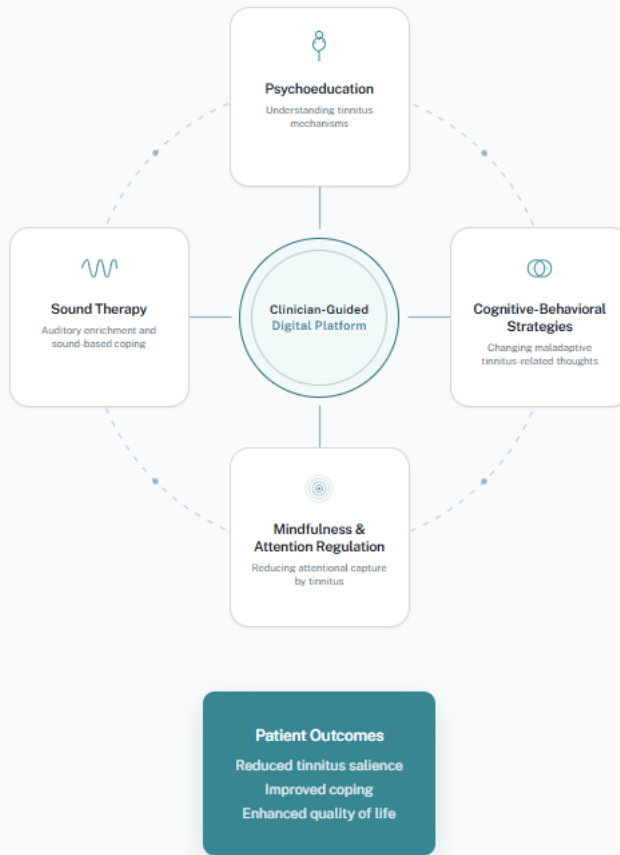 Psychoeducation
Understanding tinnitus
mechanisms
Sound Therapy
Auditory enrichment and
sound-based coping
Clinician-Guided
Digital Platform
Cognitive-Behavioral
Strategies
Changing maladaptive
tinnitus-related thoughts
Mindfulness &
Attention Regulation
Reducing attentional capture
by tinnitus
Patient Outcomes
Reduced tinnitus salience
Improved coping
Enhanced quality of life